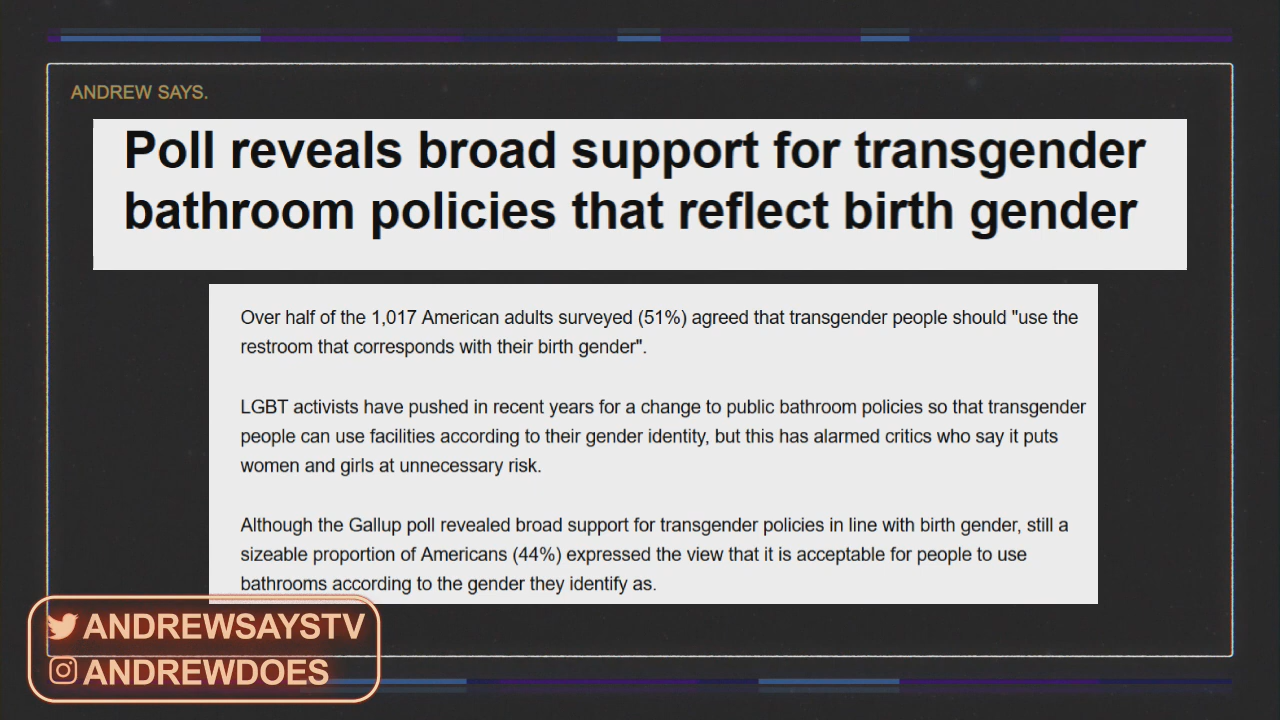 ANDREW SAYS.
Poll reveals broad support for transgender
bathroom policies that reflect birth gender
Over half of the 1,017 American adults surveyed (51%) agreed that transgender people should "use the
restroom that corresponds with their birth gender".
LGBT activists have pushed in recent years for a change to public bathroom policies so that transgender
people can use facilities according to their gender identity, but this has alarmed critics who say it puts
women and girls at unnecessary risk.
Although the Gallup poll revealed broad support for transgender policies in line with birth gender, still a
sizeable proportion of Americans (44%) expressed the view that it is acceptable for people to use
bathrooms according to the gender they identify as.
ANDREWSAYSTV
ANDREWDOES